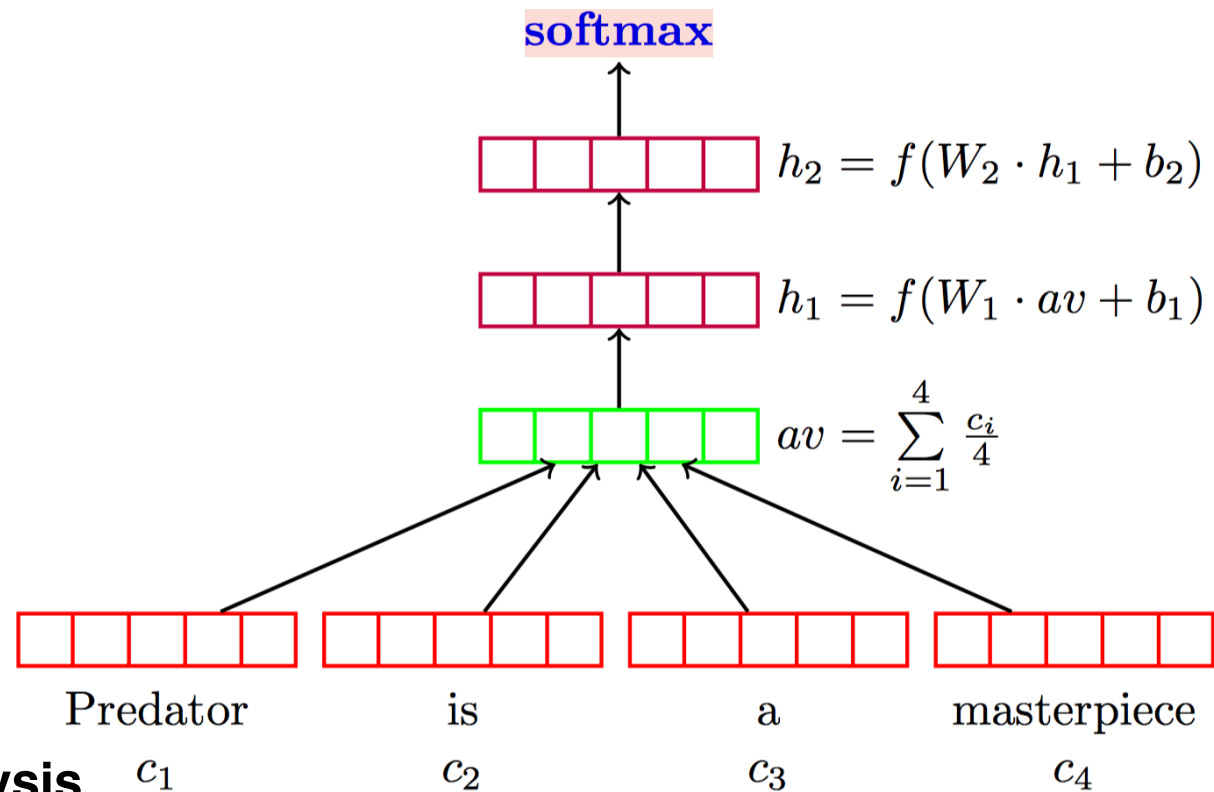 softmax
h₂ = f(W₂ · h₁ + b₂)
h₁ = f(W₁ · av + b₁)
av = ∑_{i=1}^{4} c_i/4
Predator is a masterpiece
c₁ c₂ c₃ c₄
ysis